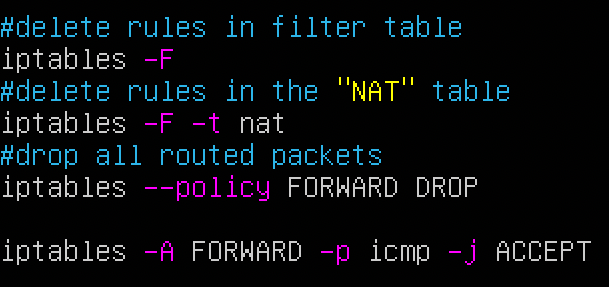 #delete rules in filter table
iptables -F
#delete rules in the "NAT" table
iptables -F -t nat
#drop all routed packets
iptables --policy FORWARD DROP
iptables -A FORWARD -p icmp -j ACCEPT